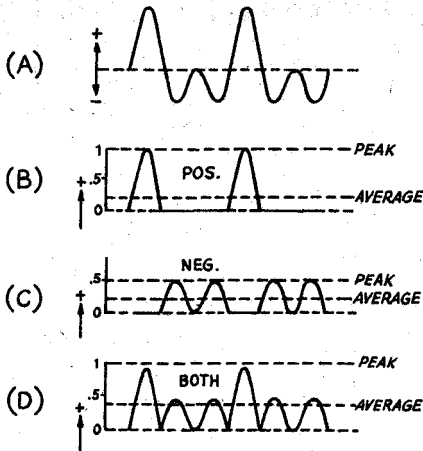 +
(A)
-
1 PEAK
(B) + .5 POS.
AVERAGE
0
NEG.
.5 PEAK
(C) + AVERAGE
0
1 PEAK
BOTH
(D) + .5 AVERAGE
0